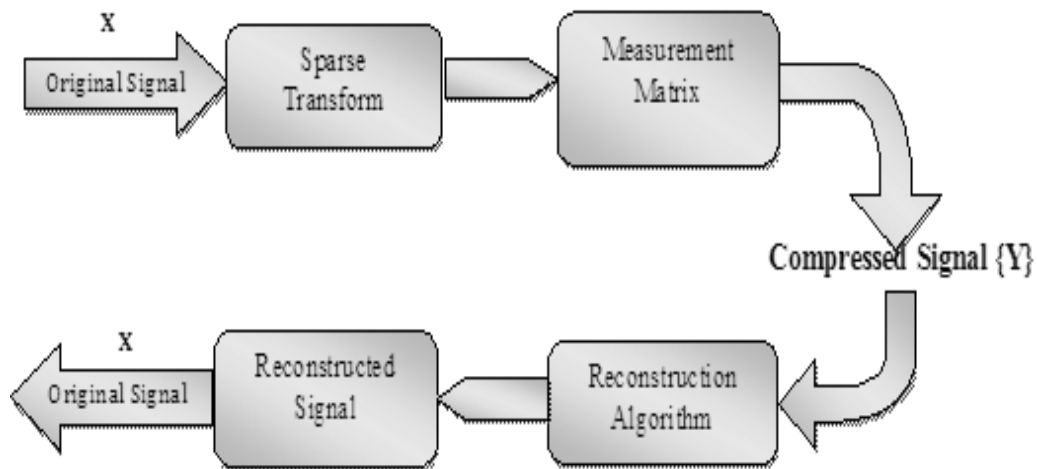 x
Original Signal
Sparse
Transform
Measurement
Matrix
Compressed Signal {Y}
x
Original Signal
Reconstructed
Signal
Reconstruction
Algorithm